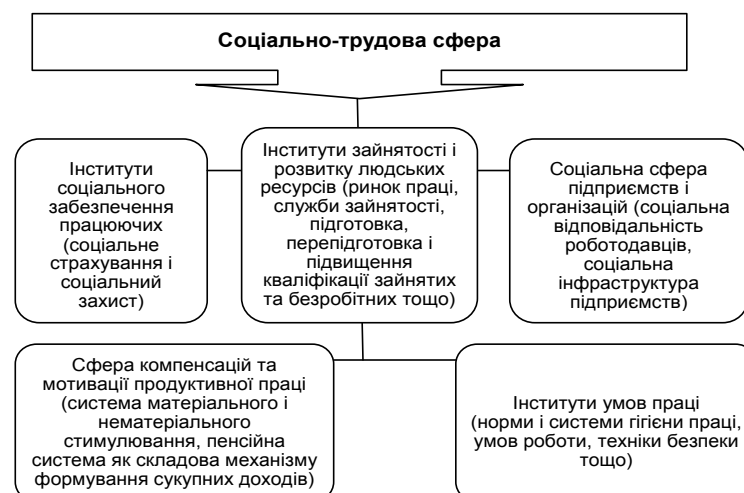 Соціально-трудова сфера
Інститути
соціального
забезпечення
працюючих
(соціальне
страхування і
соціальний
захист)
Інститути зайнятості і
розвитку людських
ресурсів (ринок праці,
служби зайнятості,
підготовка,
перепідготовка і
підвищення
кваліфікації зайнятих
та безробітних тощо)
Соціальна сфера
підприємств і
організацій (соціальна
відповідальність
роботодавців,
соціальна
інфраструктура
підприємств)
Сфера компенсацій та
мотивації продуктивної праці
(система матеріального і
нематеріального
стимулювання, пенсійна
система як складова механізму
формування сукупних доходів)
Інститути умов праці
(норми і системи гігієни праці,
умов роботи, техніки безпеки
тощо)